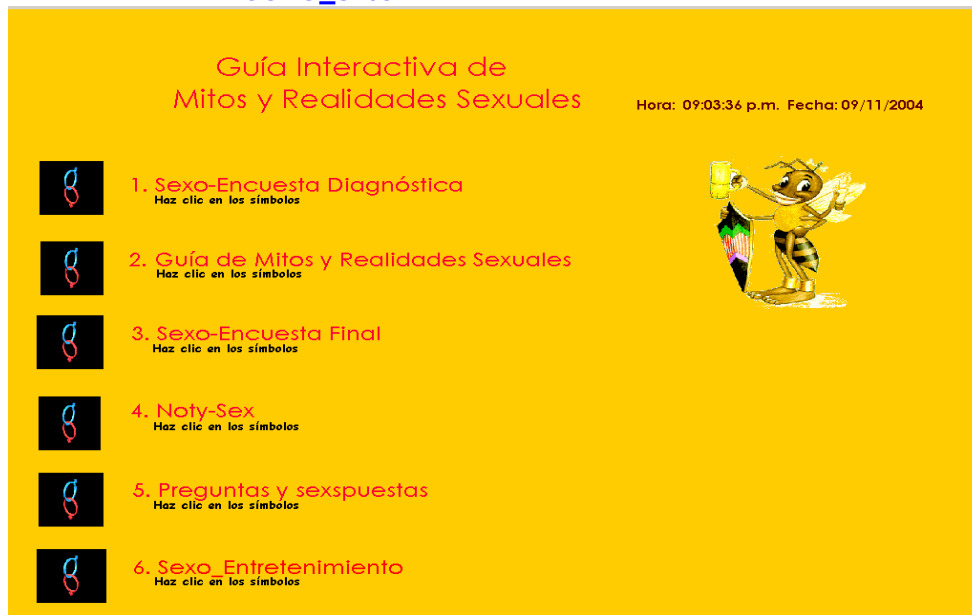 Guía Interactiva de
Mitos y Realidades Sexuales
Hora: 09:03:36 p.m. Fecha: 09/11/2004
1. Sexo-Encuesta Diagnóstica
Haz clic en los símbolos
2. Guía de Mitos y Realidades Sexuales
Haz clic en los símbolos
3. Sexo-Encuesta Final
Haz clic en los símbolos
4. Noty-Sex
Haz clic en los símbolos
5. Preguntas y sexspuestas
Haz clic en los símbolos
6. Sexo_Entretenimiento
Haz clic en los símbolos